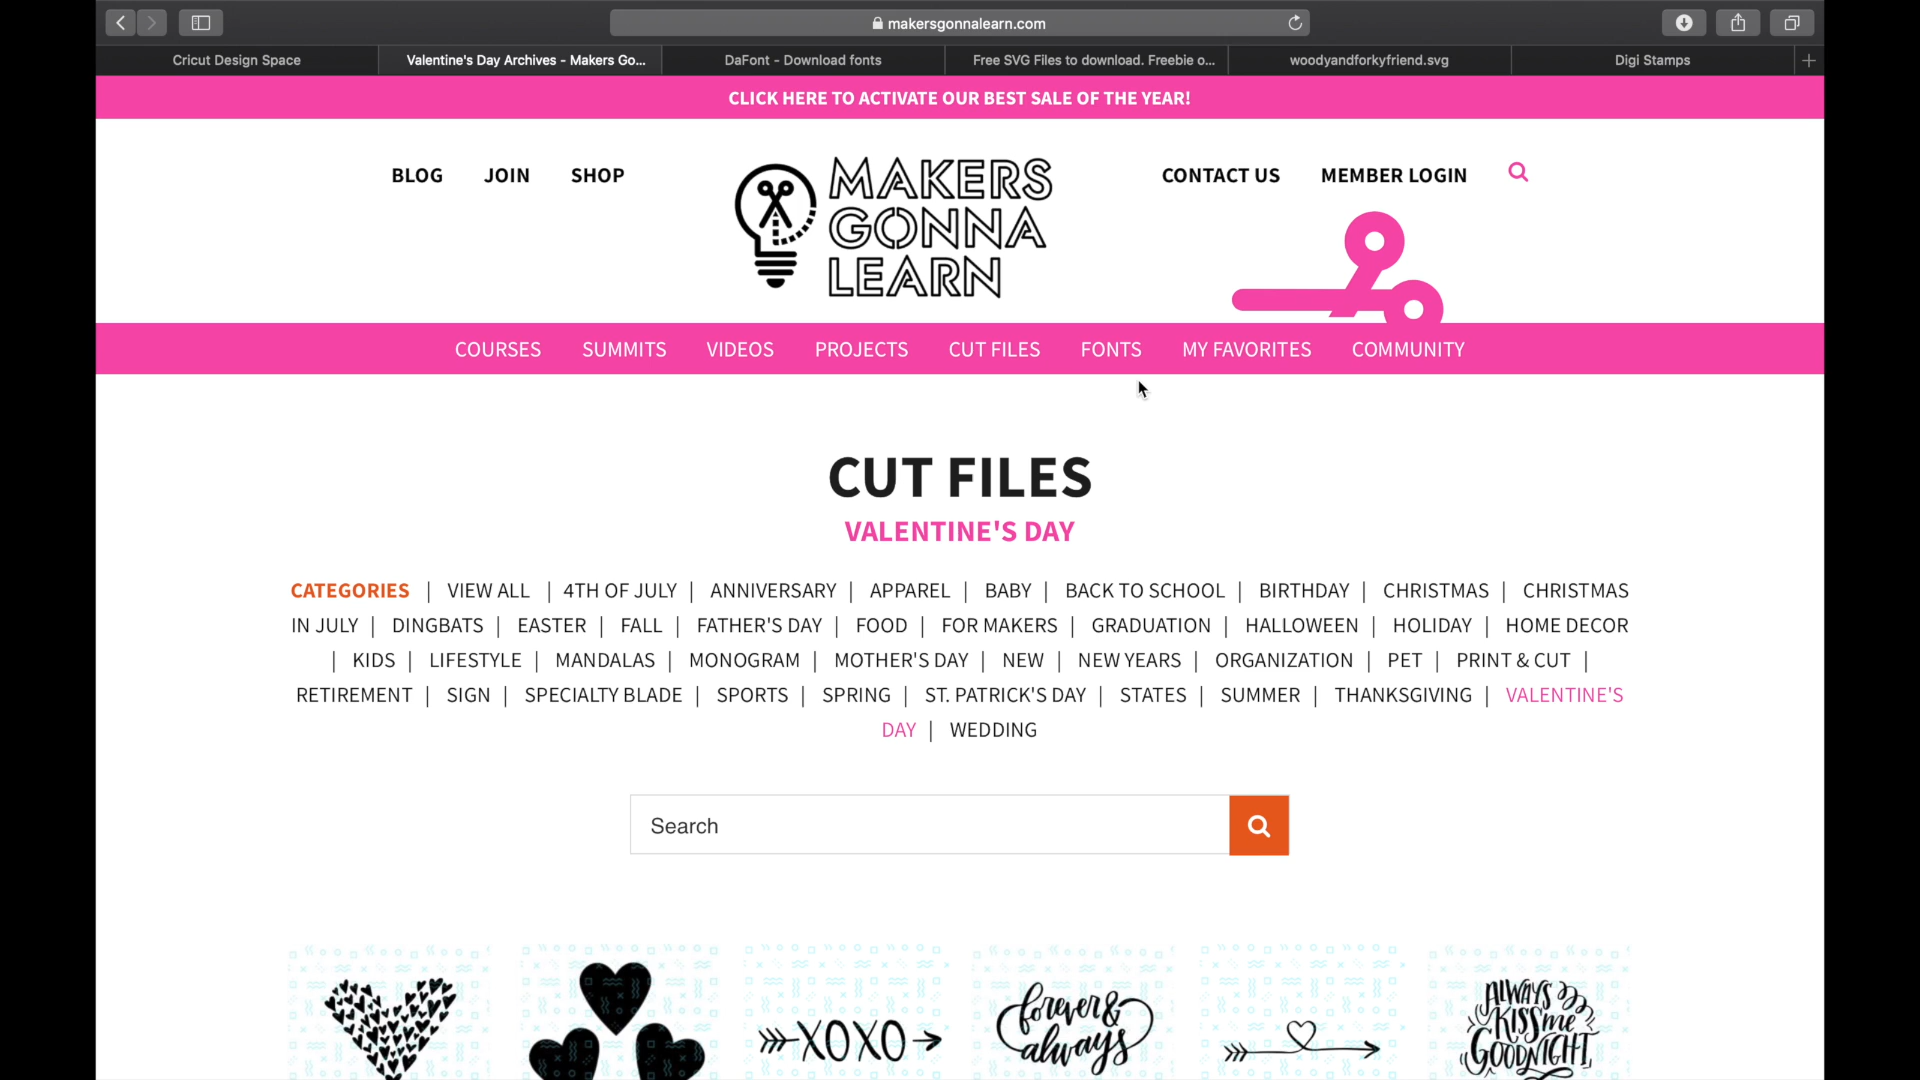 makersgonnalearn.com
Cricut Design Space
Valentine's Day Archives - Makers Go...
DaFont - Download fonts
Free SVG Files to download. Freebie o...
woodyandforkyfriend.svg
Digi Stamps
CLICK HERE TO ACTIVATE OUR BEST SALE OF THE YEAR!
BLOG JOIN SHOP
MAKERS
GONNA
LEARN
CONTACT US MEMBER LOGIN
COURSES SUMMITS VIDEOS PROJECTS CUT FILES FONTS MY FAVORITES COMMUNITY
CUT FILES
VALENTINE'S DAY
CATEGORIES | VIEW ALL | 4TH OF JULY | ANNIVERSARY | APPAREL | BABY | BACK TO SCHOOL | BIRTHDAY | CHRISTMAS | CHRISTMAS
IN JULY | DINGBATS | EASTER | FALL | FATHER'S DAY | FOOD | FOR MAKERS | GRADUATION | HALLOWEEN | HOLIDAY | HOME DECOR
| KIDS | LIFESTYLE | MANDALAS | MONOGRAM | MOTHER'S DAY | NEW | NEW YEARS | ORGANIZATION | PET | PRINT & CUT |
RETIREMENT | SIGN | SPECIALTY BLADE | SPORTS | SPRING | ST. PATRICK'S DAY | STATES | SUMMER | THANKSGIVING | VALENTINE'S
DAY | WEDDING
Search
XOXO
forever &
always
ALWAYS
KISS me
GOODNIGHT